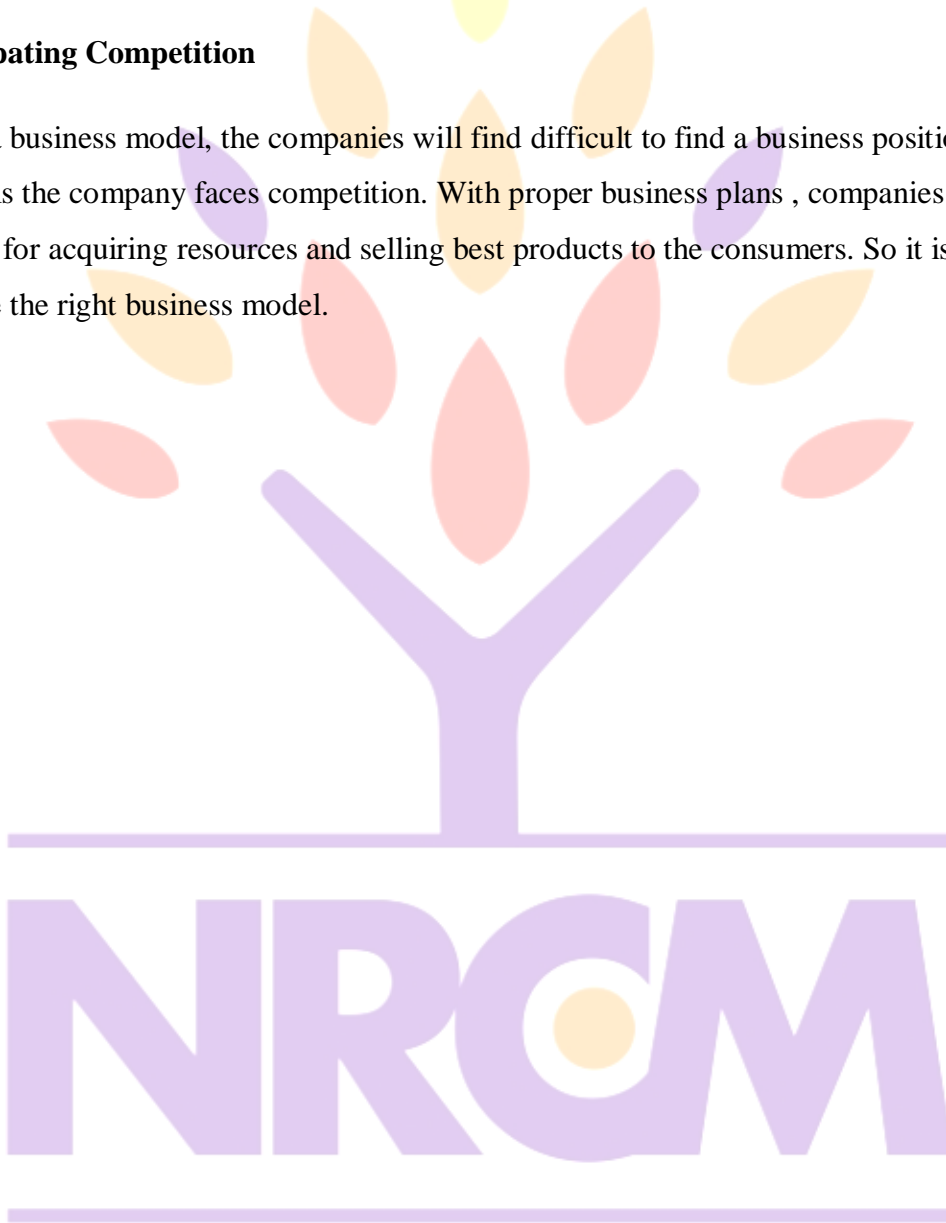 pating Competition
business model, the companies will find difficult to find a business positio
s the company faces competition. With proper business plans , companies
for acquiring resources and selling best products to the consumers. So it is
the right business model.
NRCM